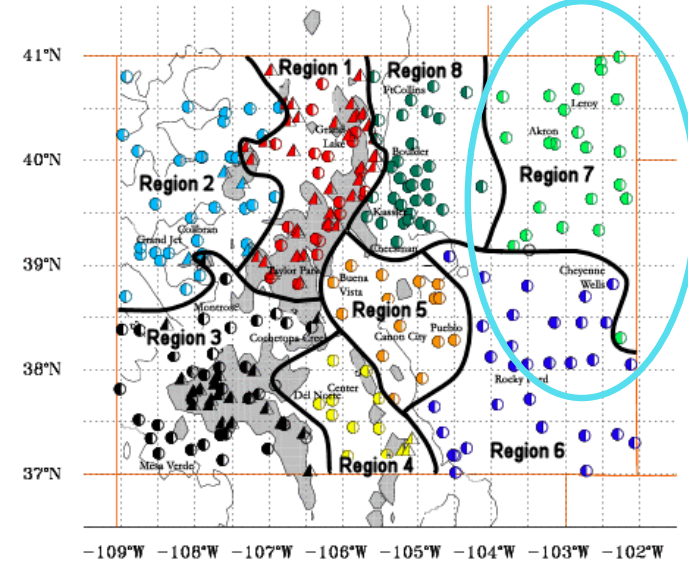 41°N
Region 1
Region 8
FtCollins
Leroy
Grand
Lake
Akron
Boulder
40°N
Region 2
Region 7
Kassler
Colbran
Grand Jct
Cheesman
39°N
Taylor Park
Buena
Vista
Cheyenne
Wells
Montrose
Region 5
Region 3
Cochetopa Creek
Pueblo
Canon City
38°N
Rocky Ford
Center
Del Norte
Mesa Verde
Region 4
Region 6
37°N
-109°W -108°W -107°W -106°W -105°W -104°W -103°W -102°W